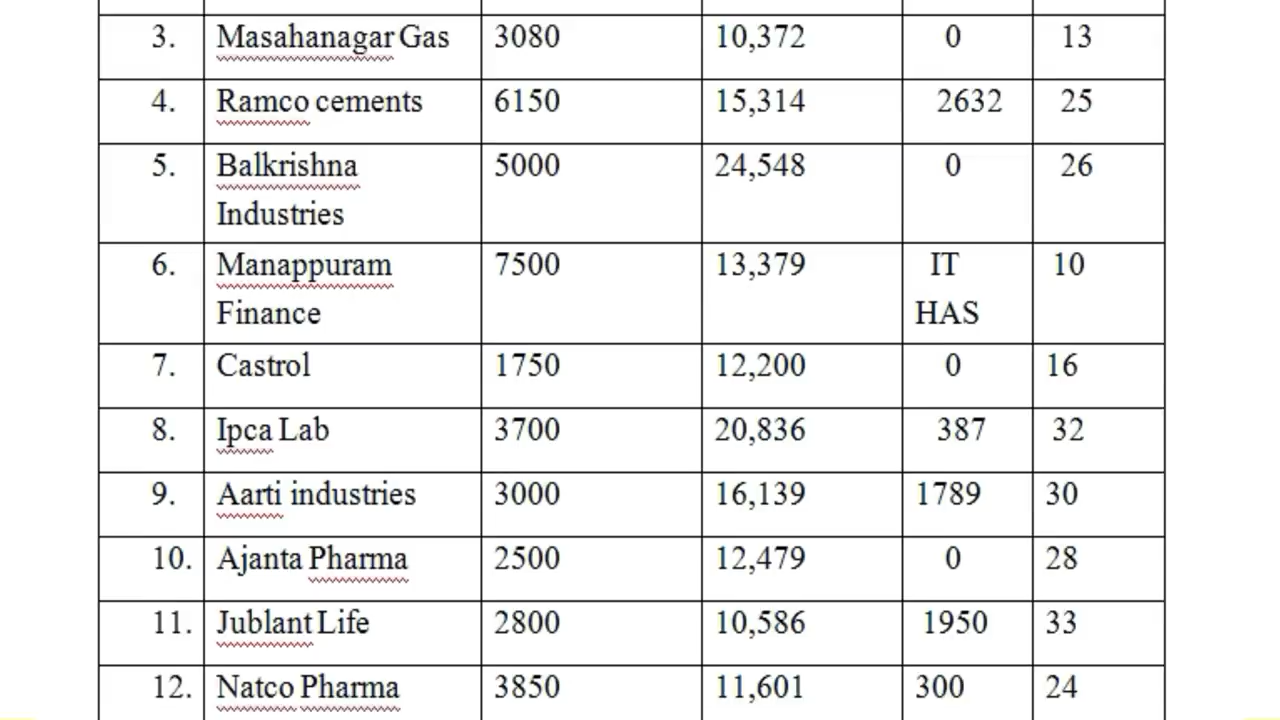 3. Masahanagar Gas 3080 10,372 0 13
4. Ramco cements 6150 15,314 2632 25
5. Balkrishna 5000 24,548 0 26
Industries
6. Manappuram 7500 13,379 IT 10
Finance HAS
7. Castrol 1750 12,200 0 16
8. Ipca Lab 3700 20,836 387 32
9. Aarti industries 3000 16,139 1789 30
10. Ajanta Pharma 2500 12,479 0 28
11. Jublant Life 2800 10,586 1950 33
12. Natco Pharma 3850 11,601 300 24